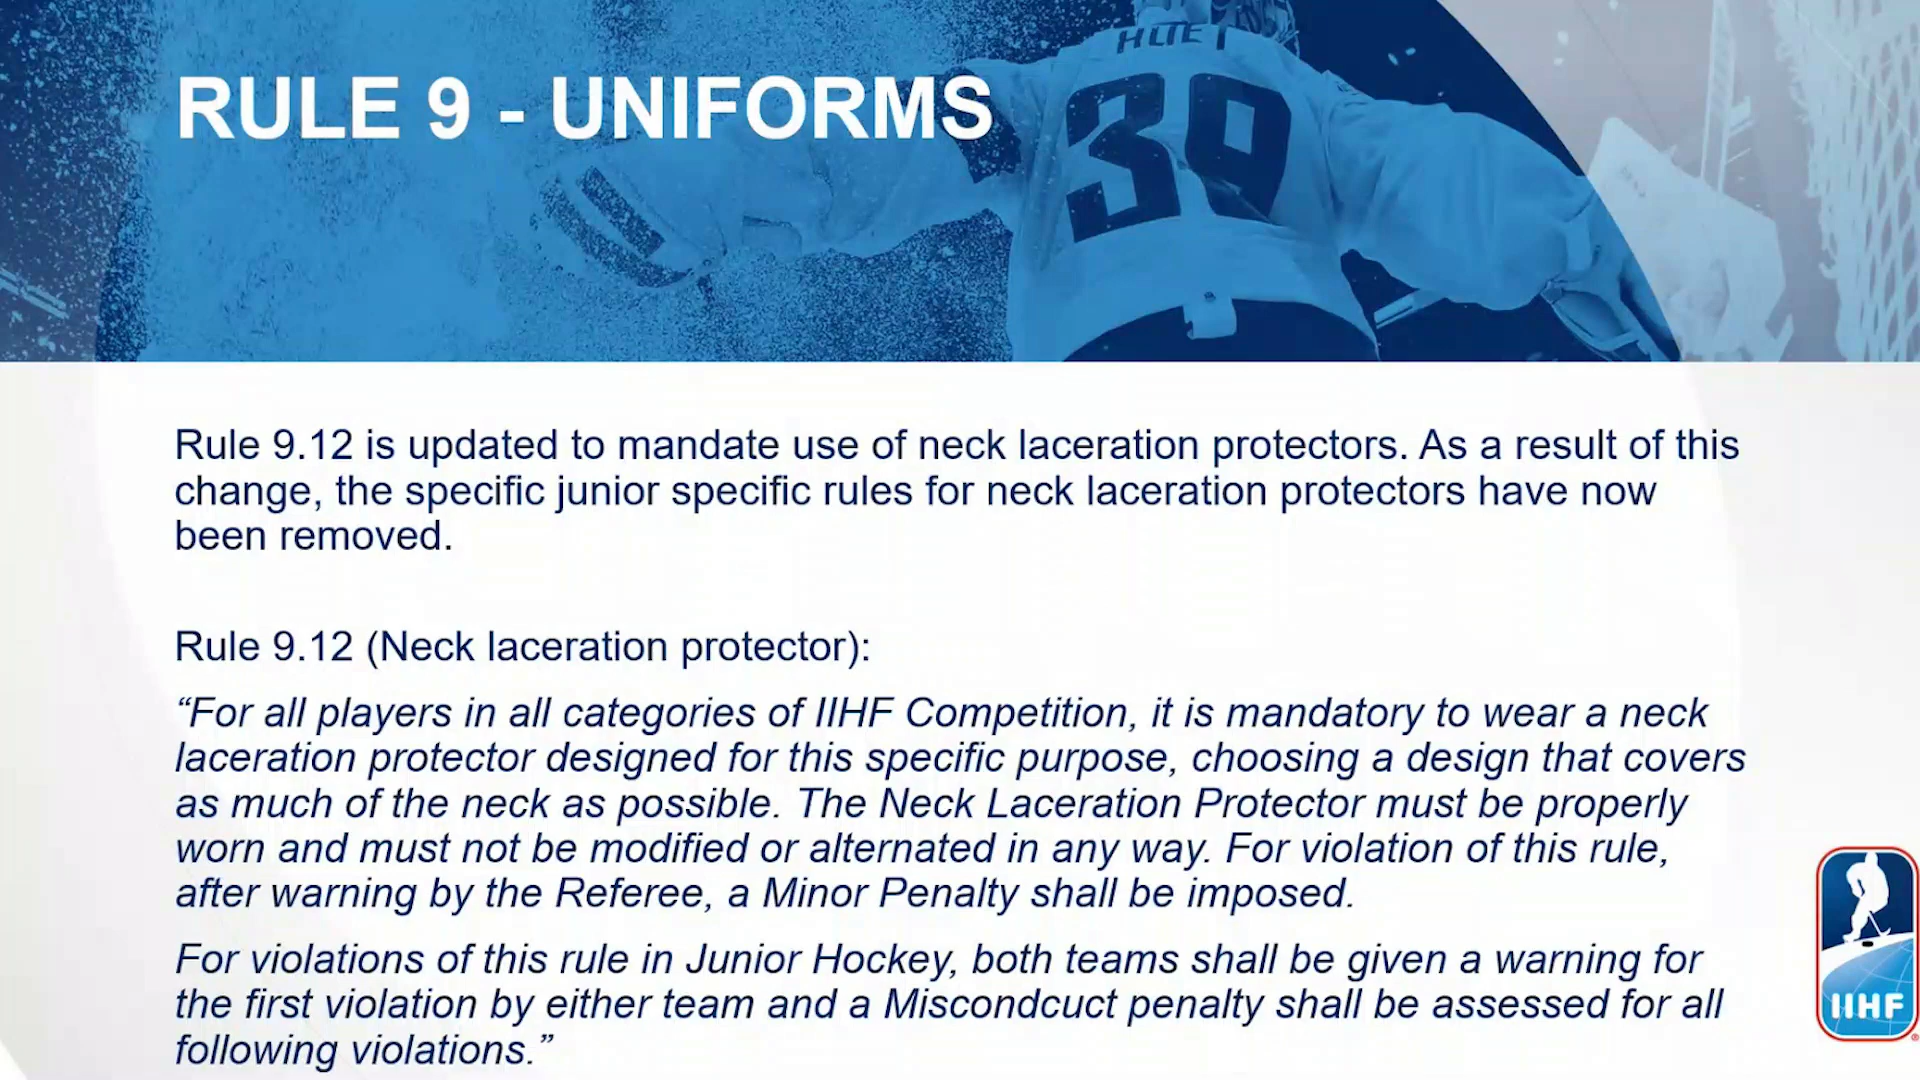 HUET
39
RULE 9 - UNIFORMS
Rule 9.12 is updated to mandate use of neck laceration protectors. As a result of this
change, the specific junior specific rules for neck laceration protectors have now
been removed.
Rule 9.12 (Neck laceration protector):
“For all players in all categories of IIHF Competition, it is mandatory to wear a neck
laceration protector designed for this specific purpose, choosing a design that covers
as much of the neck as possible. The Neck Laceration Protector must be properly
worn and must not be modified or alternated in any way. For violation of this rule,
after warning by the Referee, a Minor Penalty shall be imposed.
For violations of this rule in Junior Hockey, both teams shall be given a warning for
the first violation by either team and a Miscondcuct penalty shall be assessed for all
following violations.”
IIHF
®